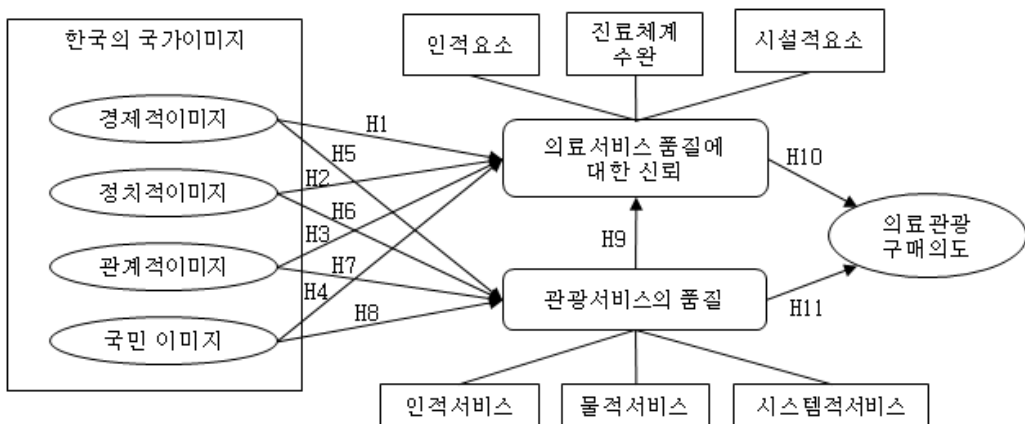 한국의 국가이미지
경제적이미지
정치적이미지
관계적이미지
국민 이미지
H1
H5
H2
H6
H3
H7
H4
H8
인적요소
진료체계
수완
시설적요소
의료서비스 품질에
대한 신뢰
H9
관광서비스의 품질
인적서비스
물적서비스
시스템적서비스
H10
H11
의료관광
구매의도